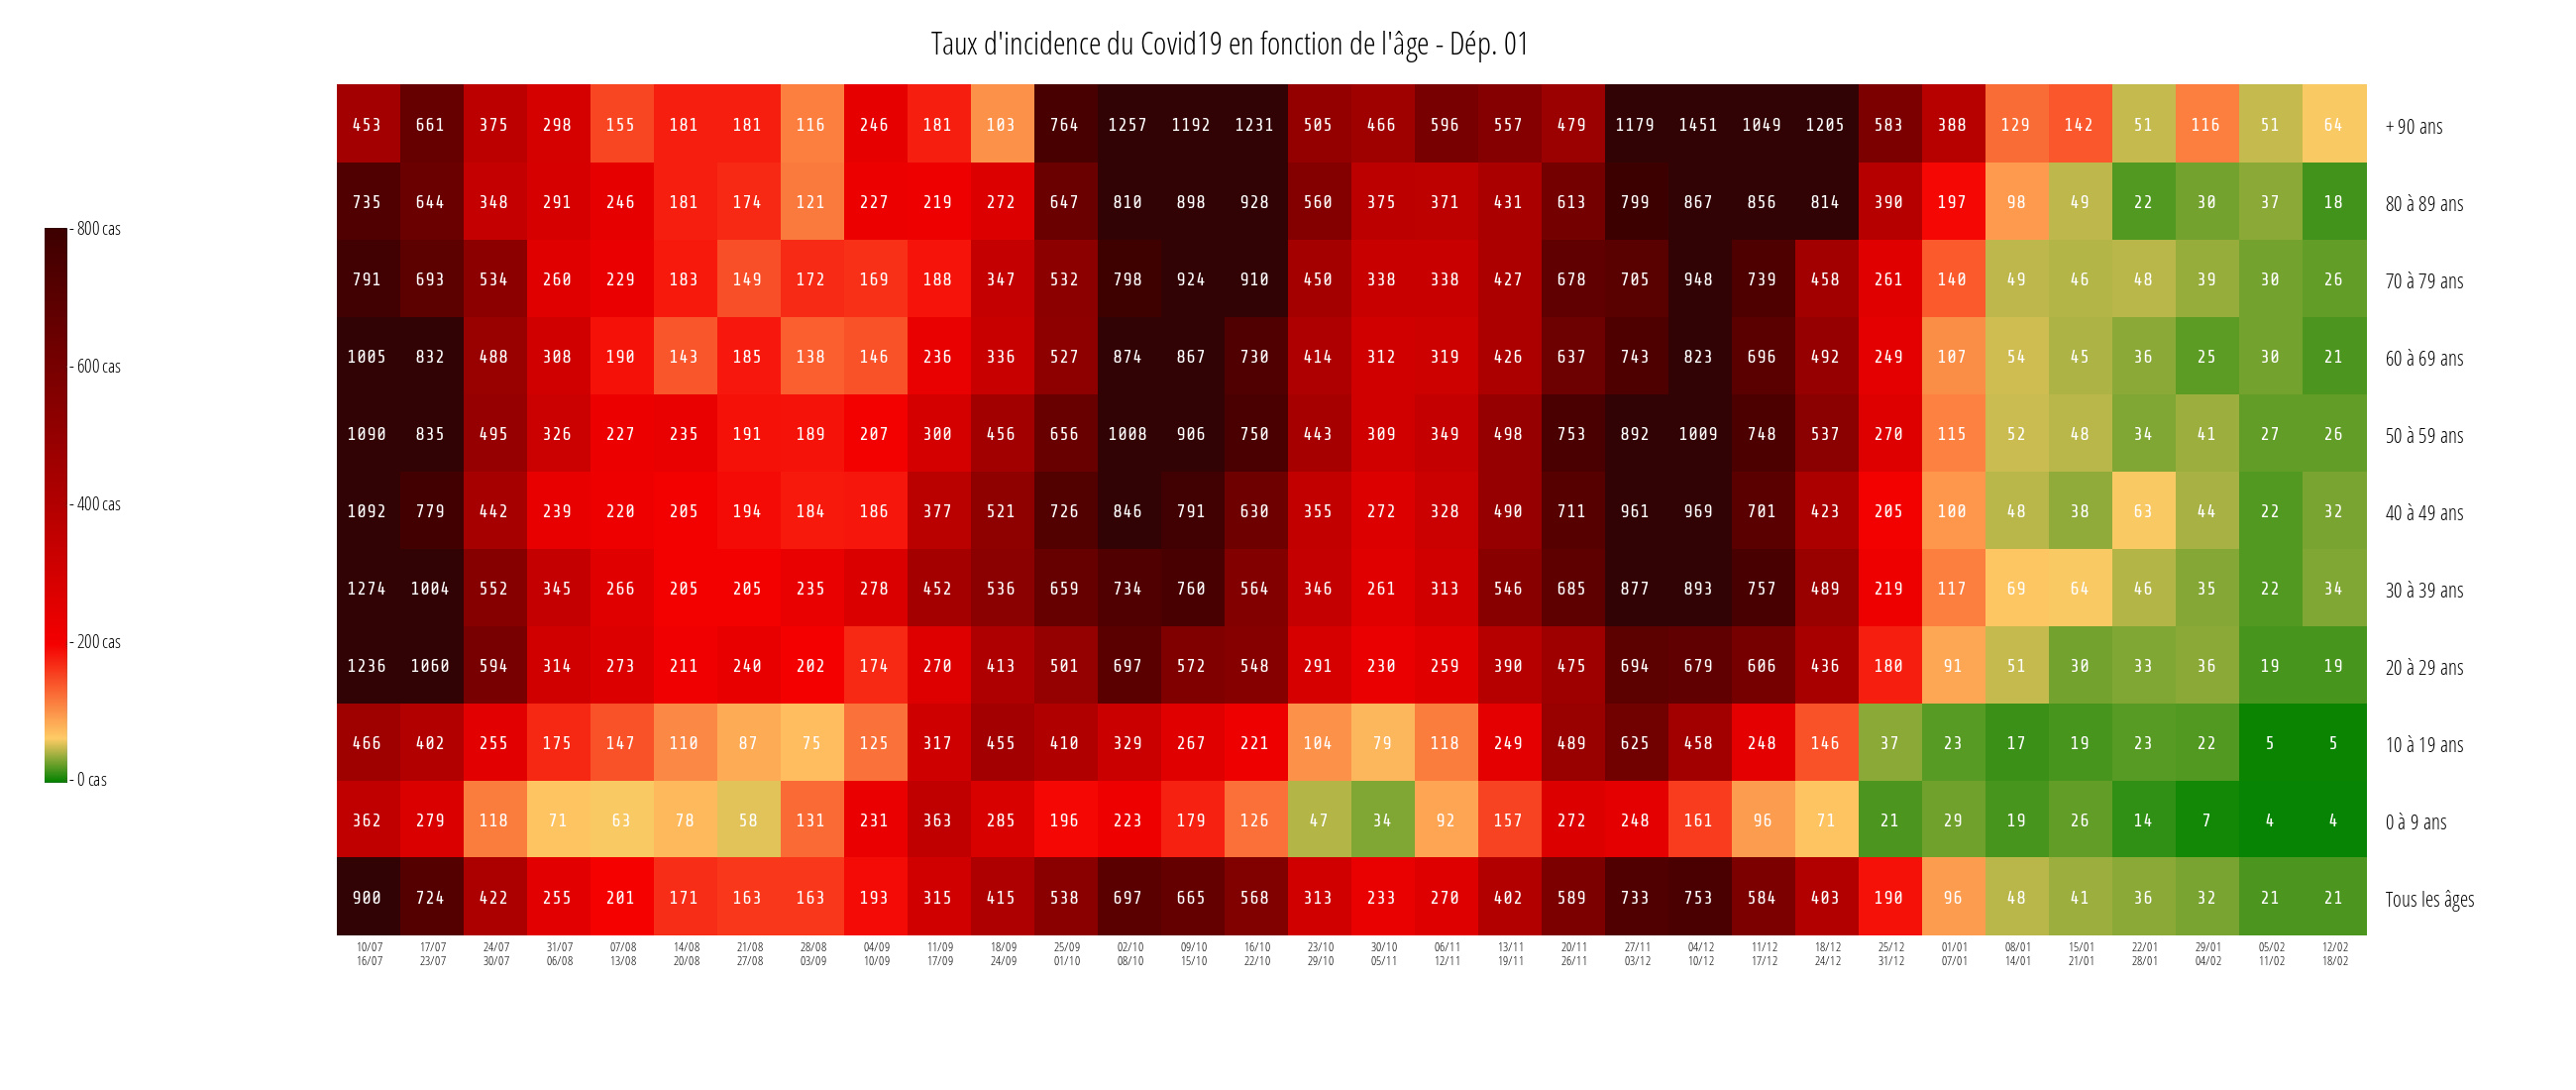 Taux d'incidence du Covid19 en fonction de l'âge - Dép. 01
- 800 cas
- 600 cas
- 400 cas
- 200 cas
- 0 cas
453 661 375 298 155 181 181 116 246 181 103 764 1257 1192 1231 505 466 596 557 479 1179 1451 1049 1205 583 388 129 142 51 116 51 64 + 90 ans
735 644 348 291 246 181 174 121 227 219 272 647 810 898 928 560 375 371 431 613 799 867 856 814 390 197 98 49 22 30 37 18 80 à 89 ans
791 693 534 260 229 183 149 172 169 188 347 532 798 924 910 450 338 338 427 678 705 948 739 458 261 140 49 46 48 39 30 26 70 à 79 ans
1005 832 488 308 190 143 185 138 146 236 336 527 874 867 730 414 312 319 426 637 743 823 696 492 249 107 54 45 36 25 30 21 60 à 69 ans
1090 835 495 326 227 235 191 189 207 300 456 656 1008 906 750 443 309 349 498 753 892 1009 748 537 270 115 52 48 34 41 27 26 50 à 59 ans
1092 779 442 239 220 205 194 184 186 377 521 726 846 791 630 355 272 328 490 711 961 969 701 423 205 100 48 38 63 44 22 32 40 à 49 ans
1274 1004 552 345 266 205 205 235 278 452 536 659 734 760 564 346 261 313 546 685 877 893 757 489 219 117 69 64 46 35 22 34 30 à 39 ans
1236 1060 594 314 273 211 240 202 174 270 413 501 697 572 548 291 230 259 390 475 694 679 606 436 180 91 51 30 33 36 19 19 20 à 29 ans
466 402 255 175 147 110 87 75 125 317 455 410 329 267 221 104 79 118 249 489 625 458 248 146 37 23 17 19 23 22 5 5 10 à 19 ans
362 279 118 71 63 78 58 131 231 363 285 196 223 179 126 47 34 92 157 272 248 161 96 71 21 29 19 26 14 7 4 4 0 à 9 ans
900 724 422 255 201 171 163 163 193 315 415 538 697 665 568 313 233 270 402 589 733 753 584 403 190 96 48 41 36 32 21 21 Tous les âges
10/07 17/07 24/07 31/07 07/08 14/08 21/08 28/08 04/09 11/09 18/09 25/09 02/10 09/10 16/10 23/10 30/10 06/11 13/11 20/11 27/11 04/12 11/12 18/12 25/12 01/01 08/01 15/01 22/01 29/01 05/02 12/02
16/07 23/07 30/07 06/08 13/08 20/08 27/08 03/09 10/09 17/09 24/09 01/10 08/10 15/10 22/10 29/10 05/11 12/11 19/11 26/11 03/12 10/12 17/12 24/12 31/12 07/01 14/01 21/01 28/01 04/02 11/02 18/02